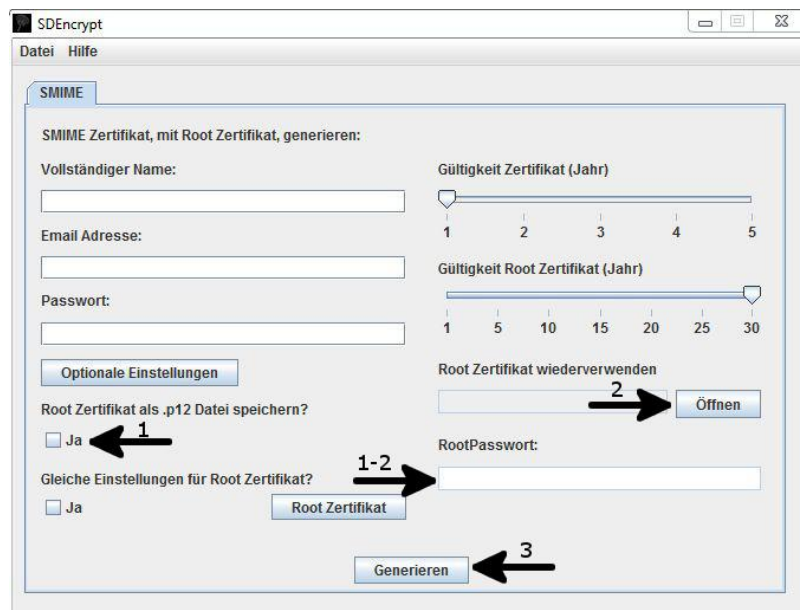 SDEncrypt
Datei Hilfe
SMIME
SMIME Zertifikat, mit Root Zertifikat, generieren:
Vollständiger Name:
Email Adresse:
Passwort:
Optionale Einstellungen
Root Zertifikat als .p12 Datei speichern?
Ja
1
Gleiche Einstellungen für Root Zertifikat?
Ja
Root Zertifikat
Gültigkeit Zertifikat (Jahr)
1 2 3 4 5
Gültigkeit Root Zertifikat (Jahr)
1 5 10 15 20 25 30
Root Zertifikat wiederverwenden
2
Öffnen
RootPasswort:
1-2
Generieren
3